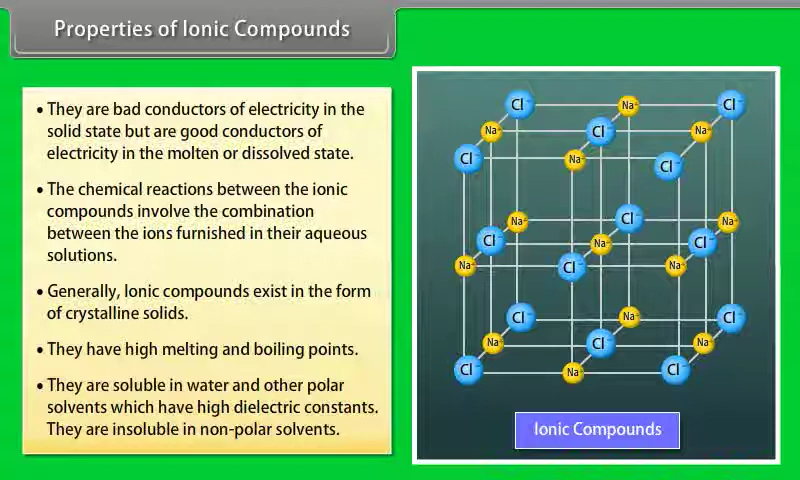 Properties of Ionic Compounds
• They are bad conductors of electricity in the
solid state but are good conductors of
electricity in the molten or dissolved state.
• The chemical reactions between the ionic
compounds involve the combination
between the ions furnished in their aqueous
solutions.
• Generally, Ionic compounds exist in the form
of crystalline solids.
• They have high melting and boiling points.
• They are soluble in water and other polar
solvents which have high dielectric constants.
They are insoluble in non-polar solvents.
Cl⁻ Na⁺ Cl⁻
Na⁺ Cl⁻ Na⁺
Cl⁻ Na⁺ Cl⁻
Na⁺ Cl⁻ Na⁺
Cl⁻ Na⁺ Cl⁻
Na⁺ Cl⁻ Na⁺
Cl⁻ Na⁺ Cl⁻
Na⁺ Cl⁻ Na⁺
Cl⁻ Na⁺ Cl⁻
Ionic Compounds